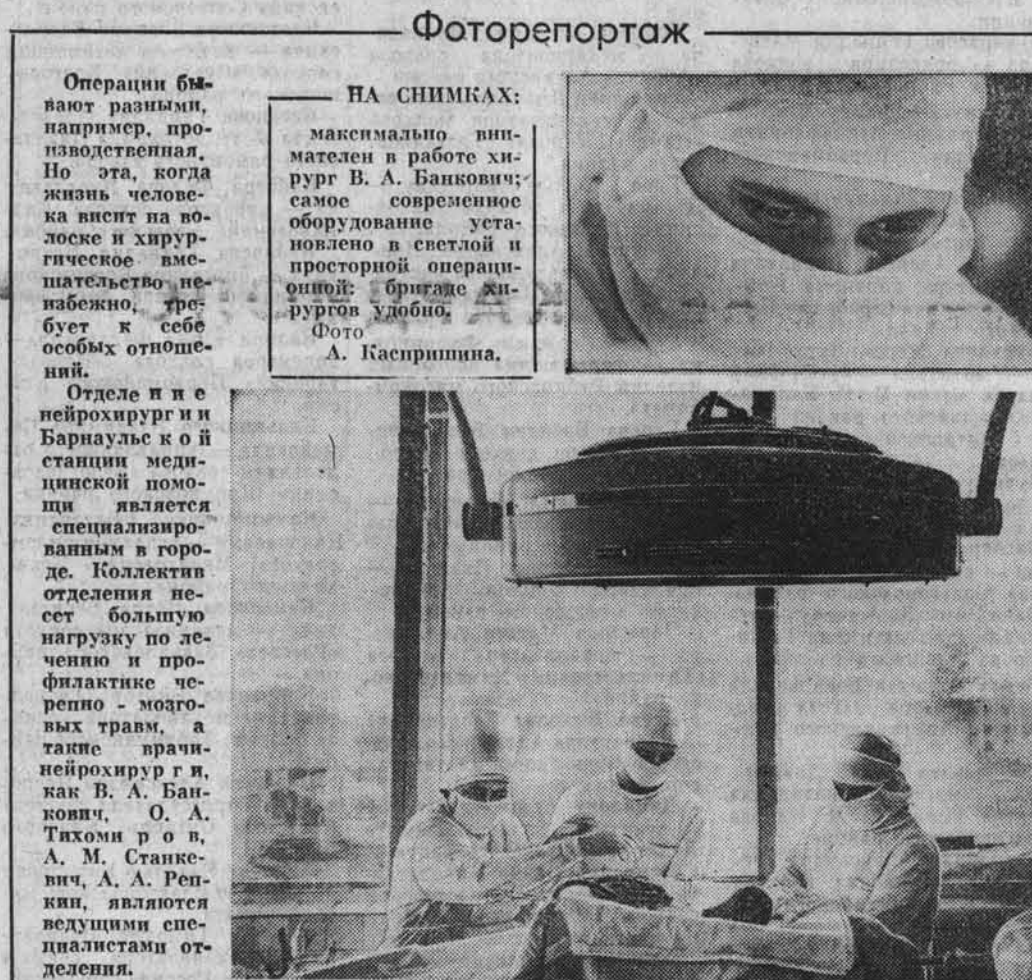 Фоторепортаж
Операции бы-
вают разными,
например, про-
изводственная.
Но эта, когда
жизнь челове-
ка висит на во-
лоске и хирур-
гическое вме-
шательство не-
избежно, тре-
бует к себе
особых отноше-
ний.
Отделение
нейрохирургии
Барнаульской
станции меди-
цинской помо-
щи является
специализиро-
ванным в горо-
де. Коллектив
отделения не-
сет большую
нагрузку по ле-
чению и про-
филактике че-
репно - мозго-
вых травм, а
такие врачи-
нейрохирурги,
как В. А. Бан-
кович, О. А.
Тихомиров,
А. М. Станке-
вич, А. А. Реп-
кин, являются
ведущими спе-
циалистами от-
деления.
НА СНИМКАХ:
максимально вни-
мателен в работе хи-
рург В. А. Банкович;
самое современное
оборудование уста-
новлено в светлой и
просторной операци-
онной: бригаде хи-
рургов удобно.
Фото
А. Каспришина.